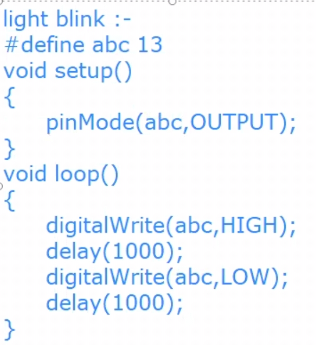 light blink :-
#define abc 13
void setup()
{
pinMode(abc,OUTPUT);
}
void loop()
{
digitalWrite(abc,HIGH);
delay(1000);
digitalWrite(abc,LOW);
delay(1000);
}